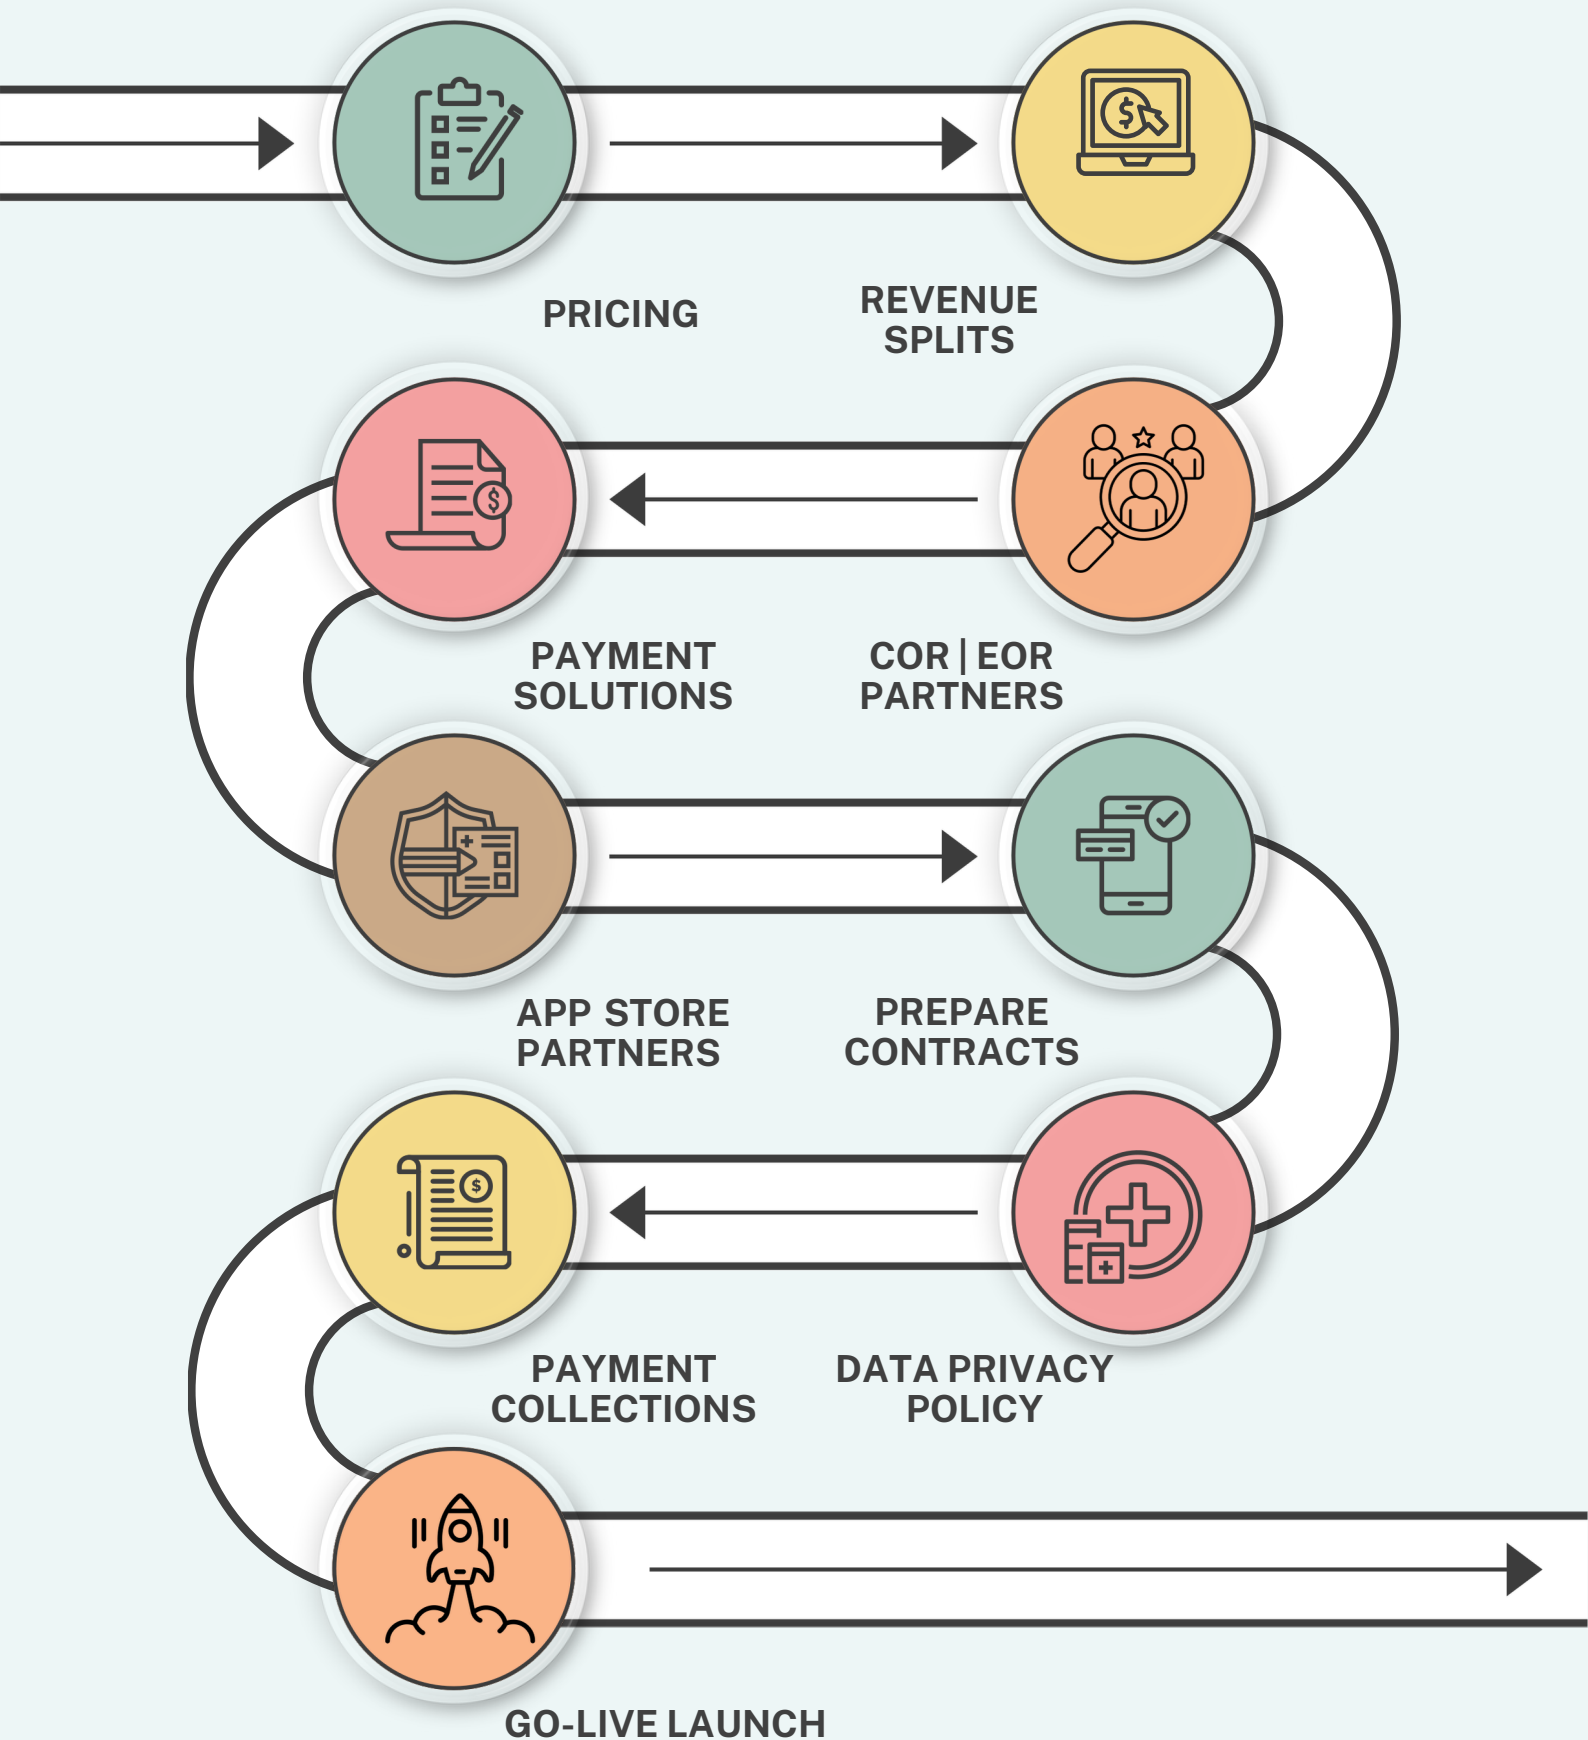 PRICING
REVENUE
SPLITS
PAYMENT
SOLUTIONS
COR | EOR
PARTNERS
APP STORE
PARTNERS
PREPARE
CONTRACTS
PAYMENT
COLLECTIONS
DATA PRIVACY
POLICY
GO-LIVE LAUNCH